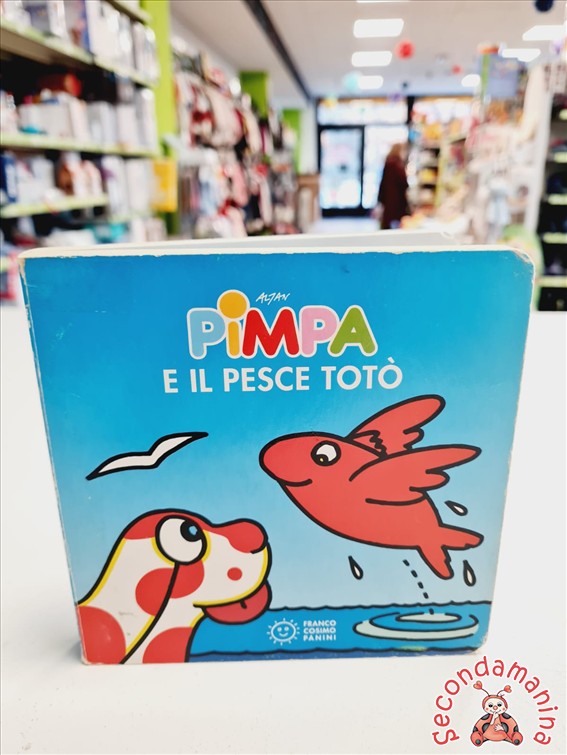 ALTAN
PiMPA
E IL PESCE TOTÒ
FRANCO
COSIMO
PANINI
Secondamanina